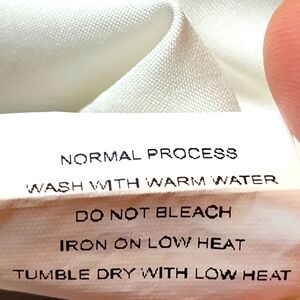 NORMAL PROCESS
WASH WITH WARM WATER
DO NOT BLEACH
IRON ON LOW HEAT
TUMBLE DRY WITH LOW HEAT